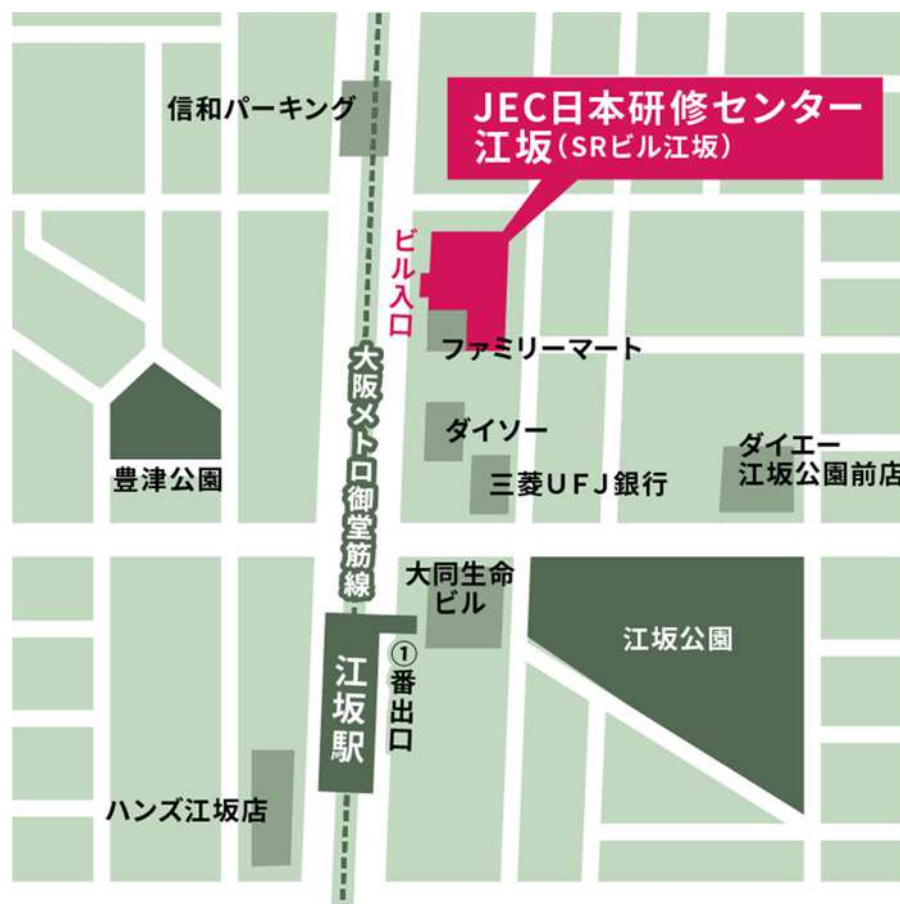 信和パーキング
JEC日本研修センター
江坂(SRビル江坂)
ビル入口
ファミリーマート
大阪メトロ御堂筋線
ダイソー
ダイエー
江坂公園前店
豊津公園
三菱UFJ銀行
大同生命
ビル
江坂公園
①番出口
江坂駅
ハンズ江坂店